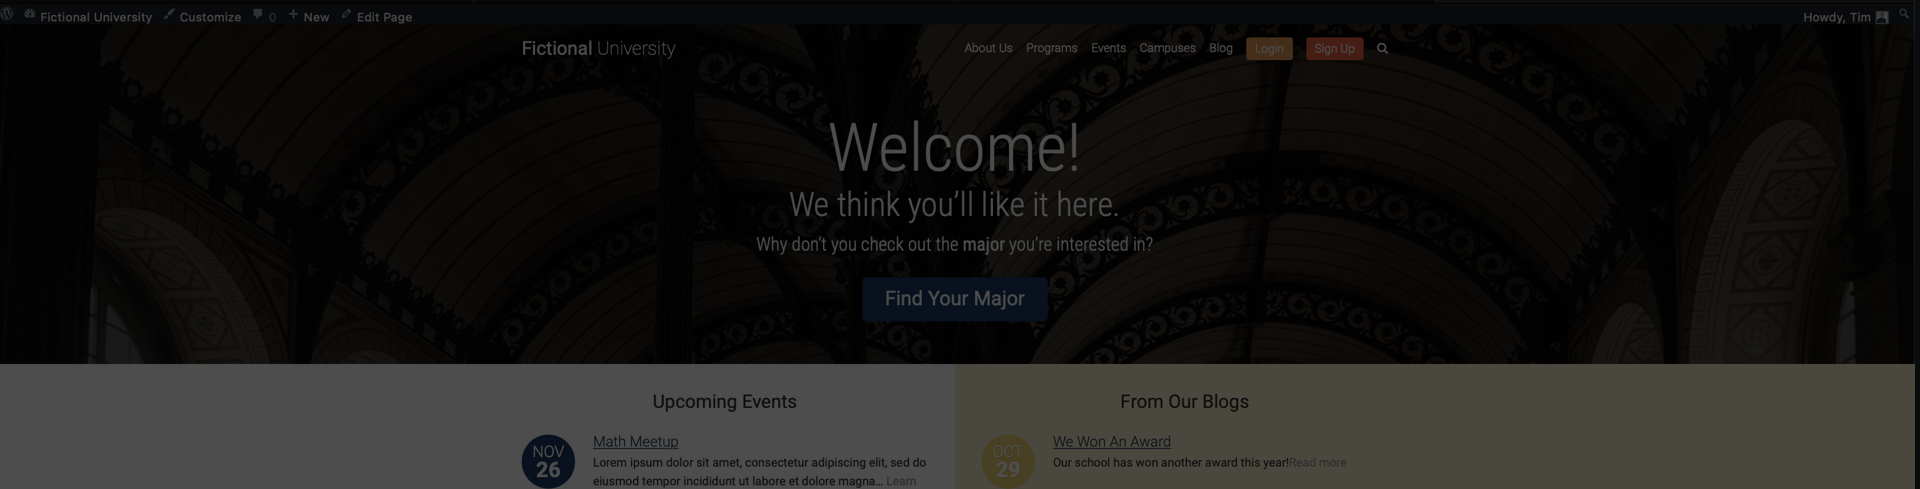 Fictional University Customize 0 New Edit Page Howdy, Tim
Fictional University About Us Programs Events Campuses Blog Login Sign Up
Welcome!
We think you'll like it here.
Why don't you check out the major you're interested in?
Find Your Major
Upcoming Events
NOV
26
Math Meetup
Lorem ipsum dolor sit amet, consectetur adipiscing elit, sed do
eiusmod tempor incididunt ut labore et dolore magna... Learn
From Our Blogs
OCT
29
We Won An Award
Our school has won another award this year!Read more